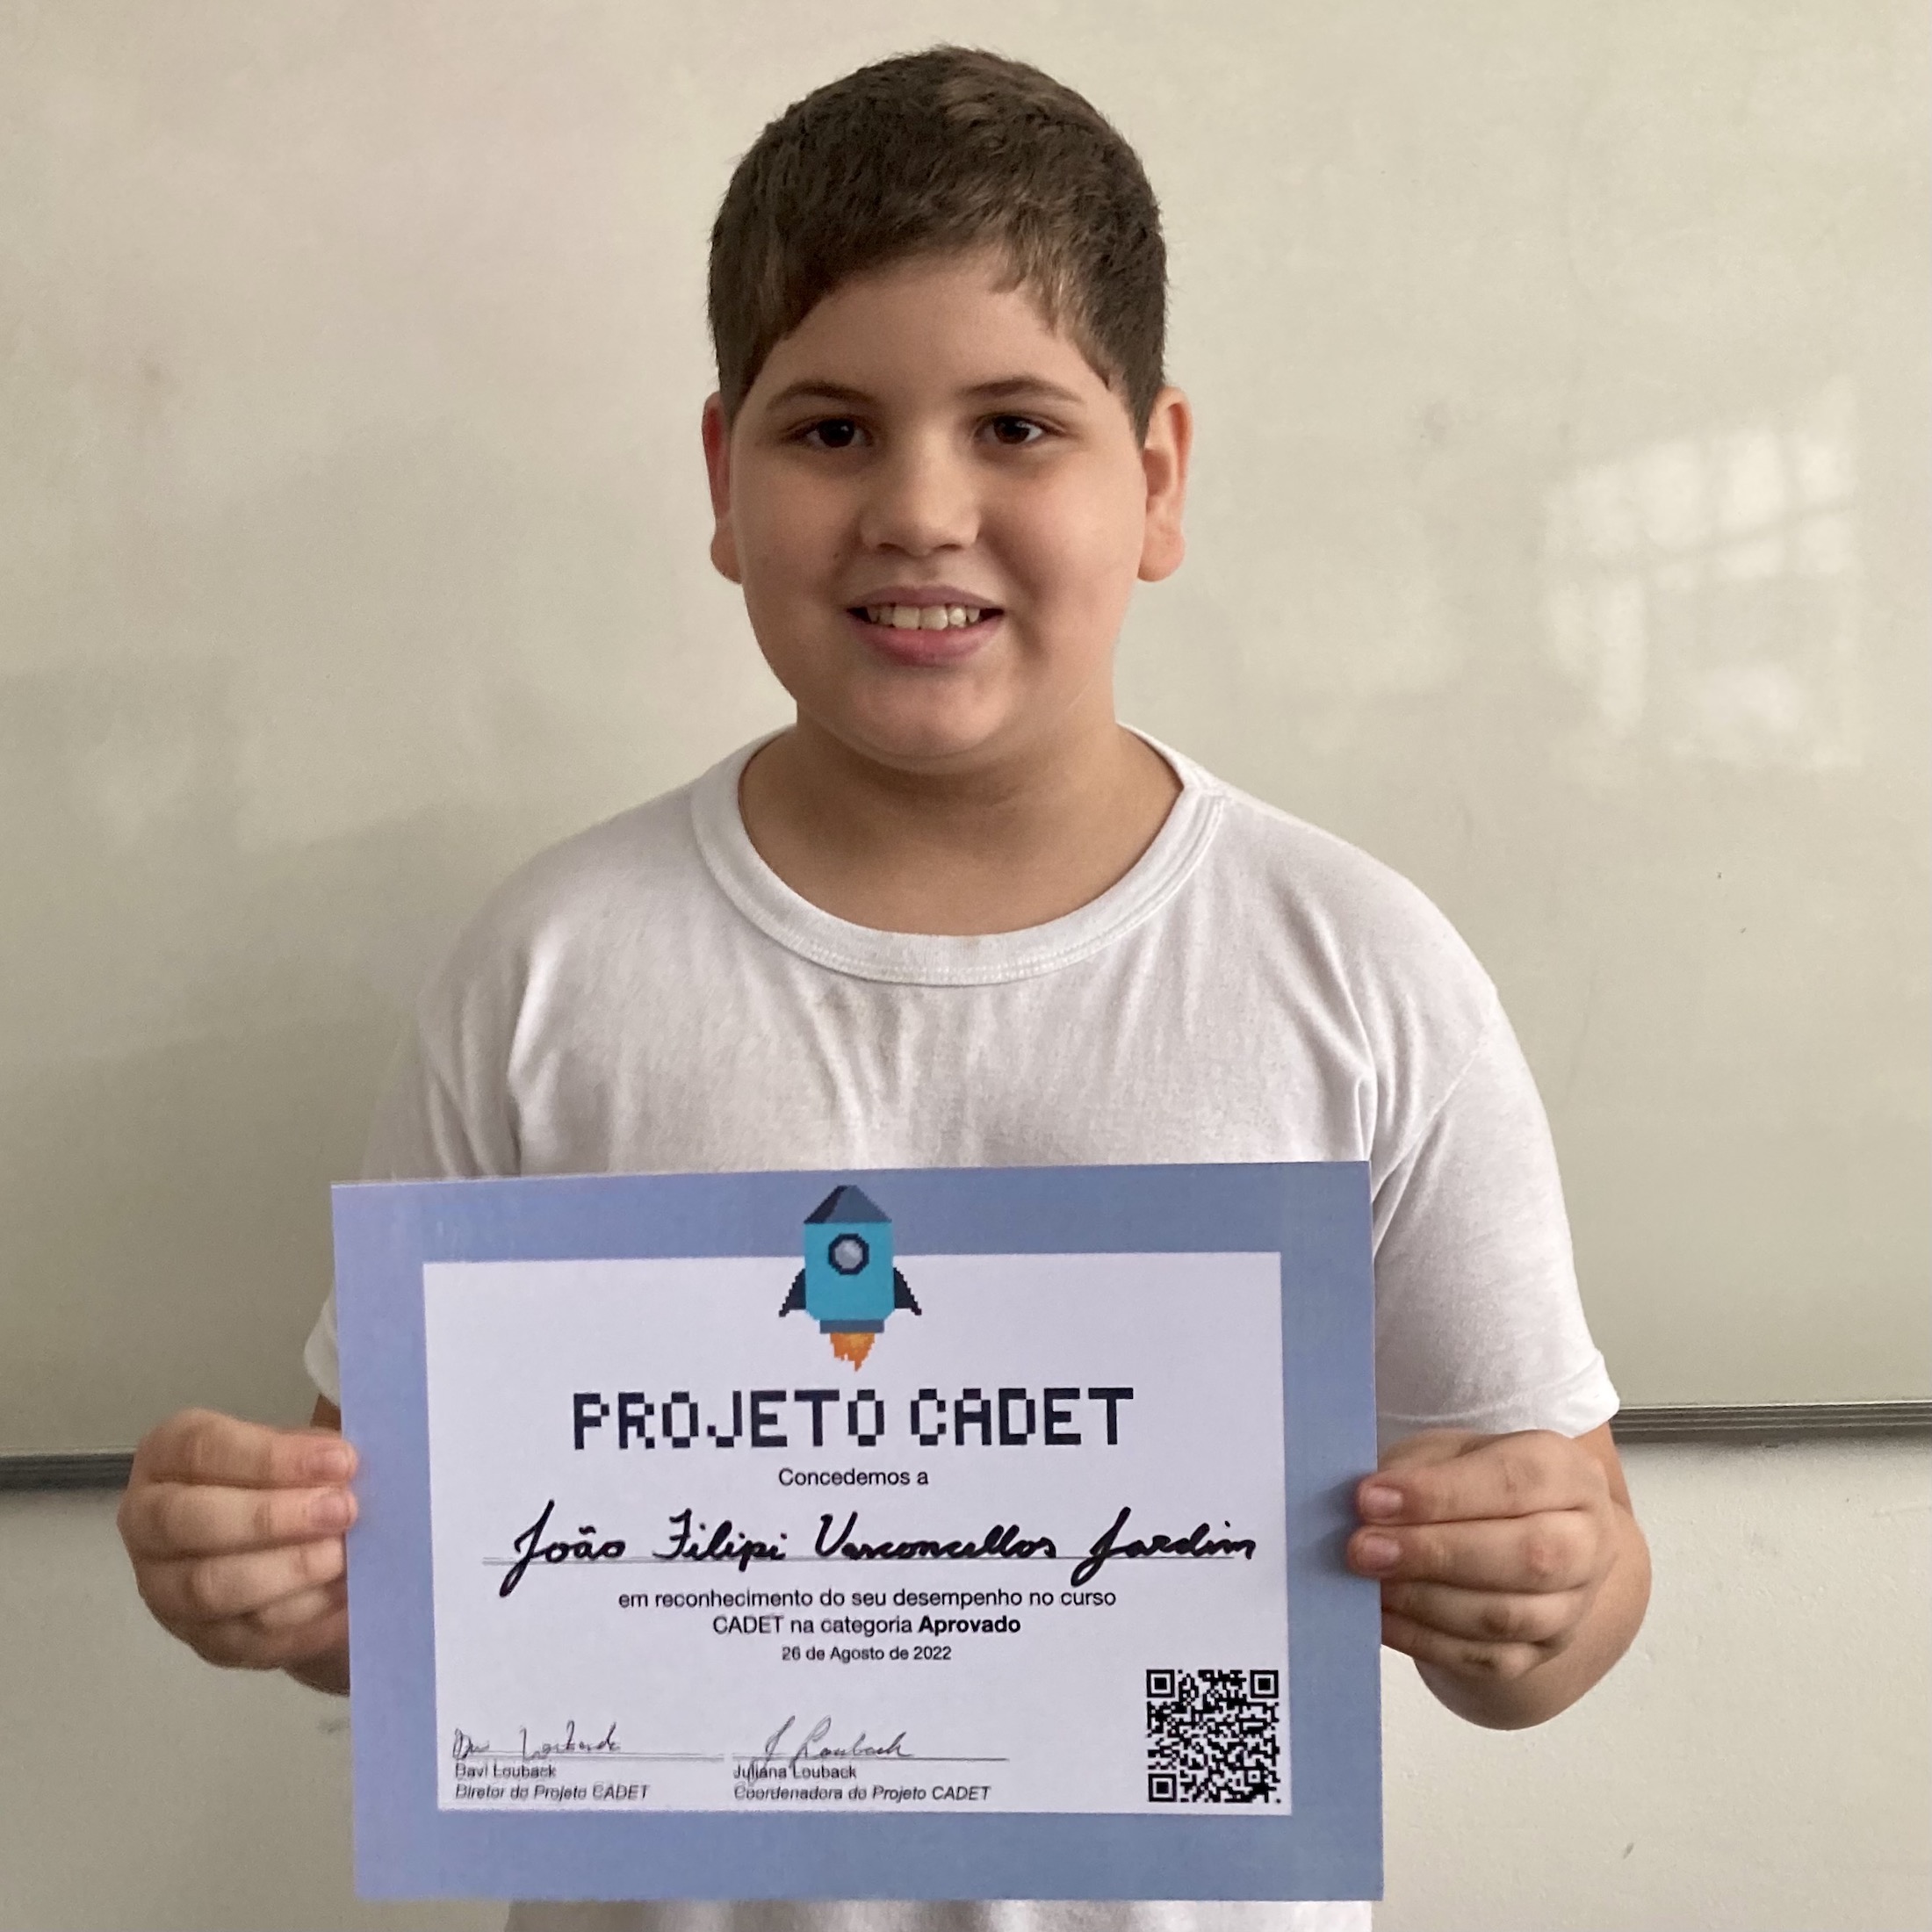 PROJETO CADET
Concedemos a
João Filipi Vasconcellos Jardim
em reconhecimento do seu desempenho no curso
CADET na categoria Aprovado
26 de Agosto de 2022
J Louback
Davi Louback
Juliana Louback
Diretor do Projeto CADET
Coordenadora do Projeto CADET